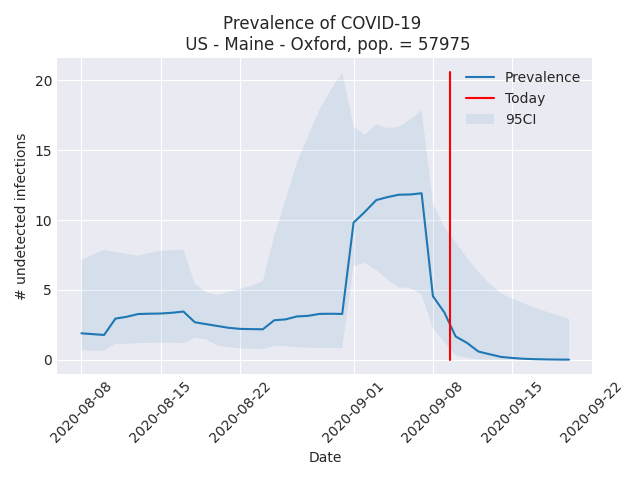 Prevalence of COVID-19
US - Maine - Oxford, pop. = 57975
# undetected infections
20
15
10
5
0
Prevalence
Today
95CI
2020-08-08
2020-08-15
2020-08-22
2020-09-01
2020-09-08
2020-09-15
2020-09-22
Date